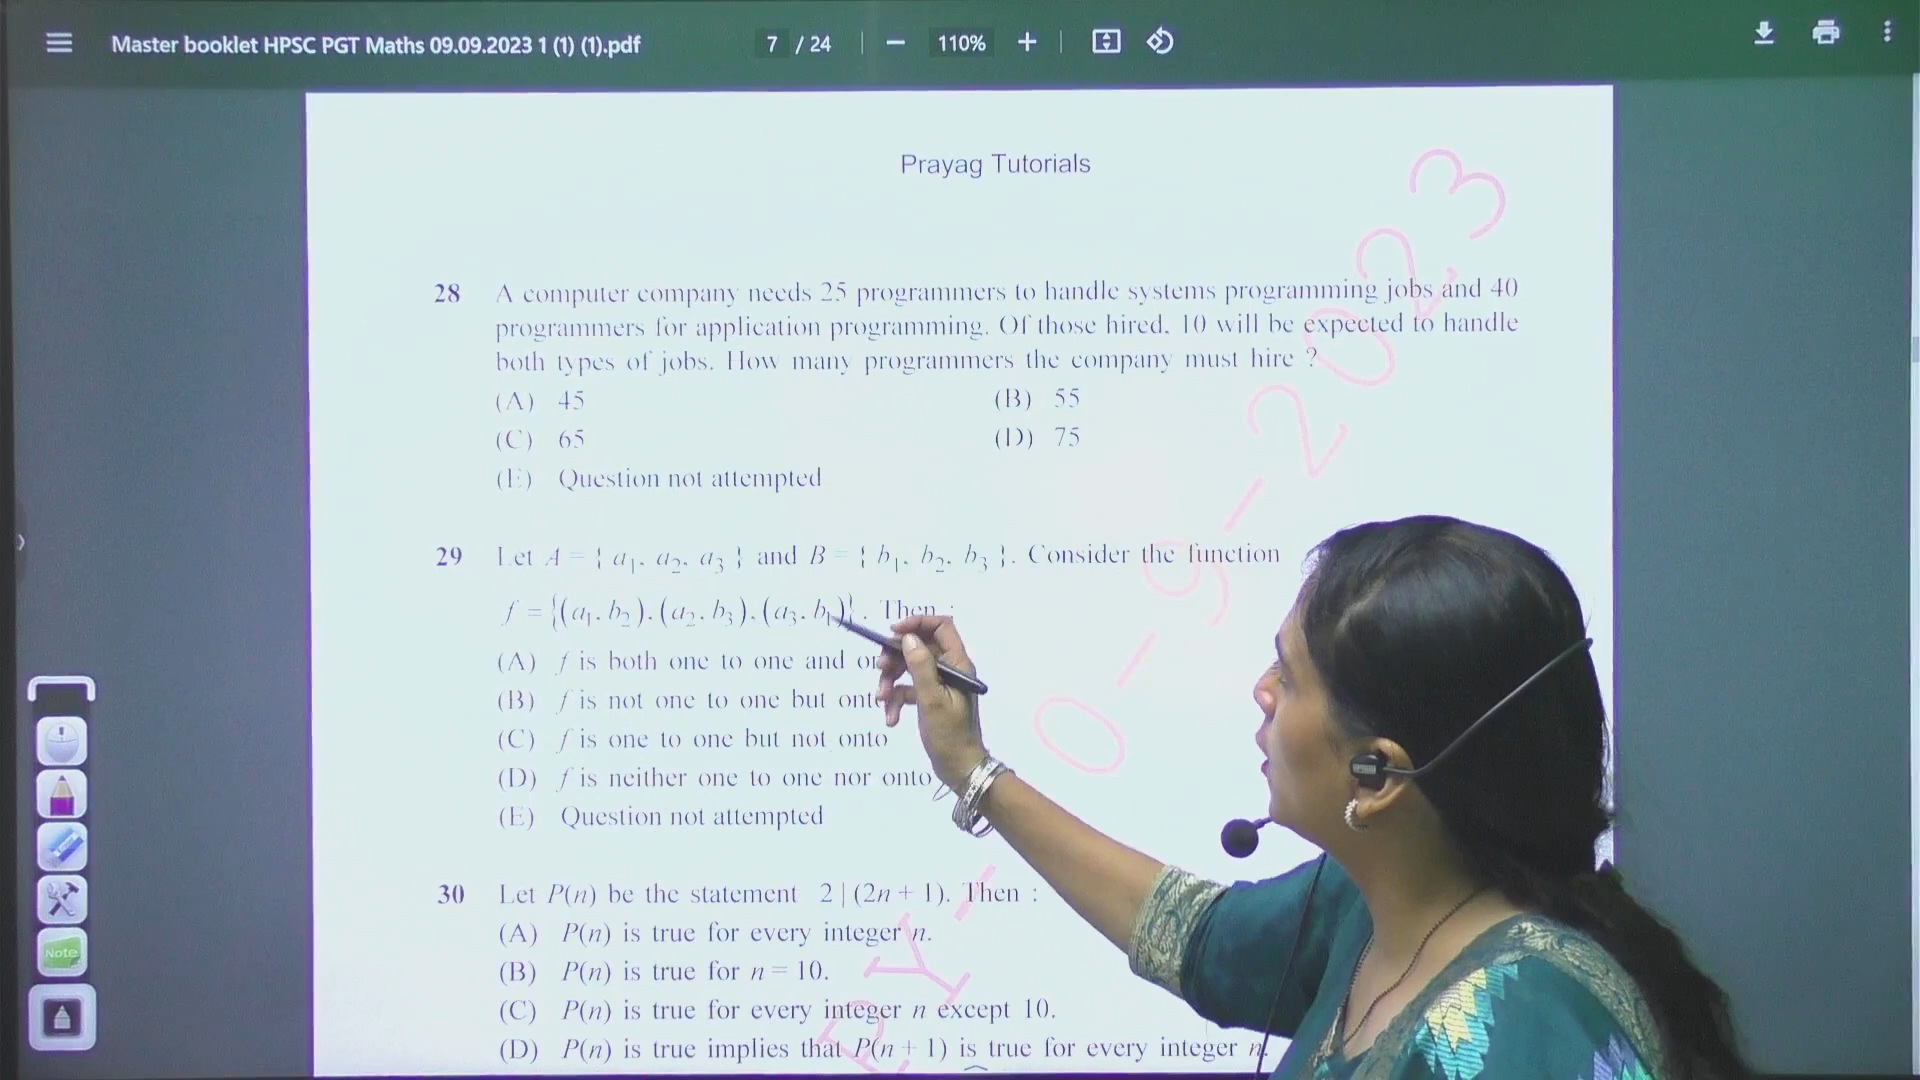 Master booklet HPSC PGT Maths 09.09.2023 1 (1) (1).pdf 7 / 24 110%
Prayag Tutorials
28 A computer company needs 25 programmers to handle systems programming jobs and 40
programmers for application programming. Of those hired, 10 will be expected to handle
both types of jobs. How many programmers the company must hire ?
(A) 45 (B) 55
(C) 65 (D) 75
(E) Question not attempted
29 Let A = { a₁, a₂, a₃ } and B = { b₁, b₂, b₃ }. Consider the function
f = {(a₁, b₂), (a₂, b₃), (a₃, b₁)}. Then :
(A) f is both one to one and
(B) f is not one to one but onto
(C) f is one to one but not onto
(D) f is neither one to one nor onto
(E) Question not attempted
30 Let P(n) be the statement 2 | (2n + 1). Then :
(A) P(n) is true for every integer n.
(B) P(n) is true for n = 10.
(C) P(n) is true for every integer n except 10.
(D) P(n) is true implies that P(n + 1) is true for every integer n.
Note